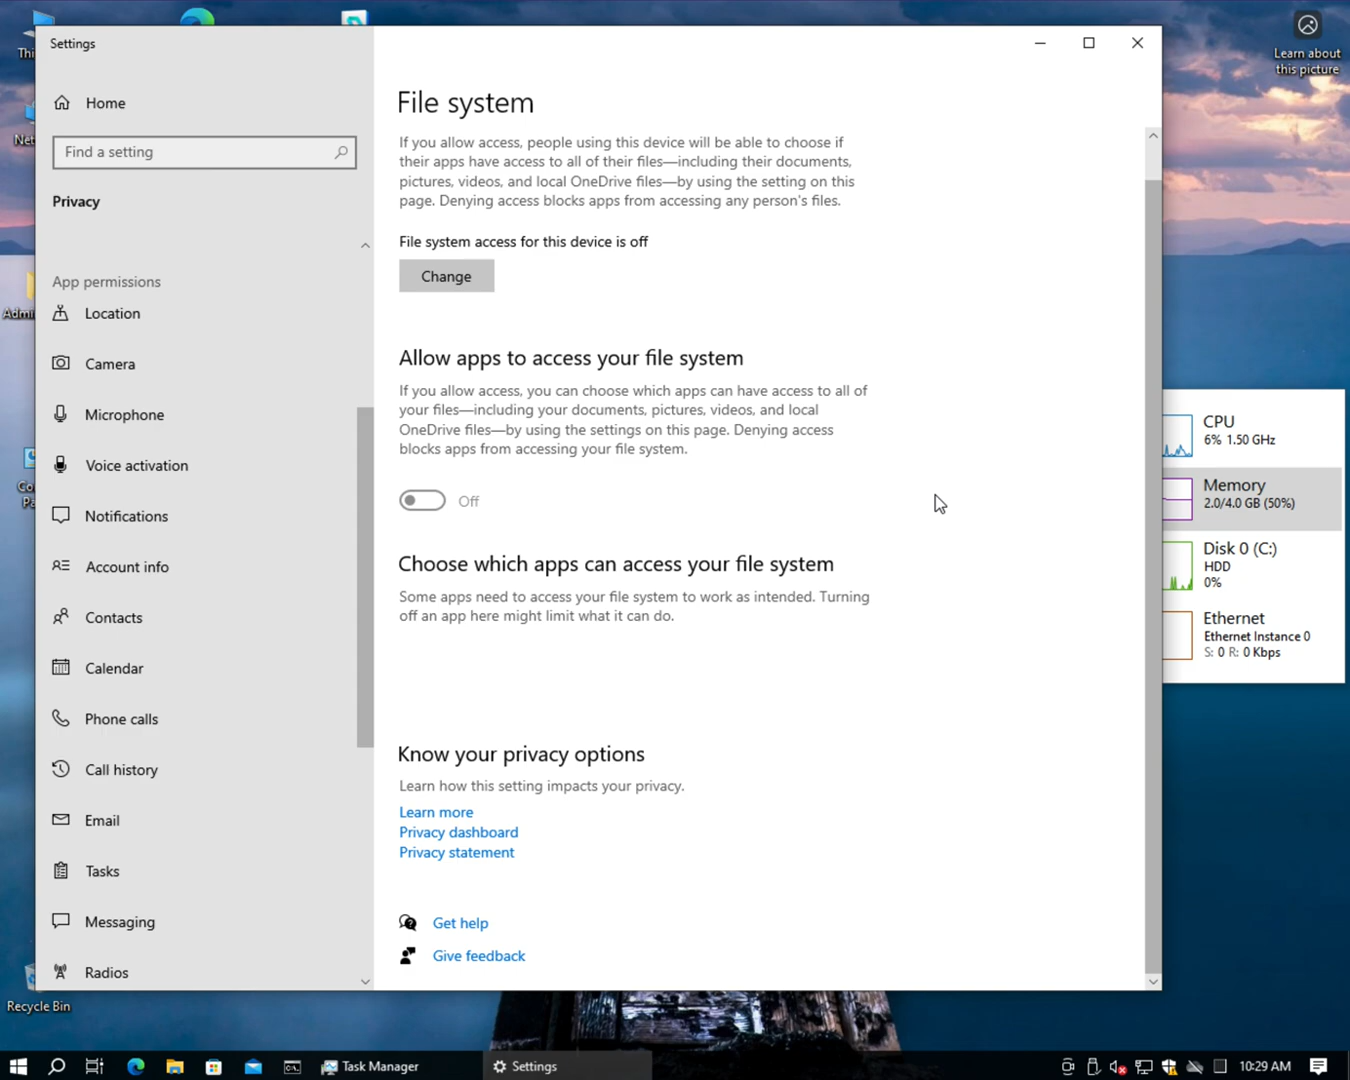 Settings
Home
Find a setting
Privacy
App permissions
Location
Camera
Microphone
Voice activation
Notifications
Account info
Contacts
Calendar
Phone calls
Call history
Email
Tasks
Messaging
Radios
File system
If you allow access, people using this device will be able to choose if
their apps have access to all of their files—including their documents,
pictures, videos, and local OneDrive files—by using the setting on this
page. Denying access blocks apps from accessing any person's files.
File system access for this device is off
Change
Allow apps to access your file system
If you allow access, you can choose which apps can have access to all of
your files—including your documents, pictures, videos, and local
OneDrive files—by using the settings on this page. Denying access
blocks apps from accessing your file system.
Off
Choose which apps can access your file system
Some apps need to access your file system to work as intended. Turning
off an app here might limit what it can do.
Know your privacy options
Learn how this setting impacts your privacy.
Learn more
Privacy dashboard
Privacy statement
Get help
Give feedback
Learn about
this picture
CPU
6% 1.50 GHz
Memory
2.0/4.0 GB (50%)
Disk 0 (C:)
HDD
0%
Ethernet
Ethernet Instance 0
S: 0 R: 0 Kbps
Thi
Net
Admi
Co
Pa
Recycle Bin
Task Manager
Settings
10:29 AM